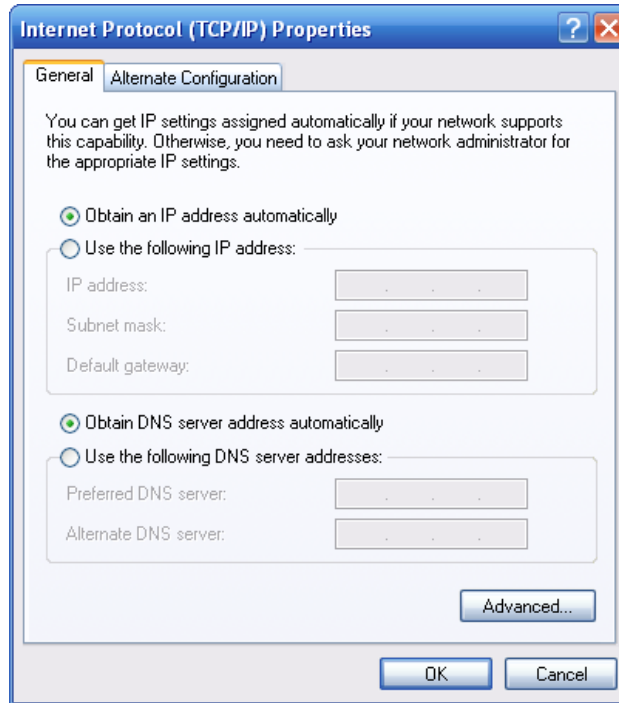 Internet Protocol (TCP/IP) Properties
General
Alternate Configuration
You can get IP settings assigned automatically if your network supports
this capability. Otherwise, you need to ask your network administrator for
the appropriate IP settings.
Obtain an IP address automatically
Use the following IP address:
IP address:
Subnet mask:
Default gateway:
Obtain DNS server address automatically
Use the following DNS server addresses:
Preferred DNS server:
Alternate DNS server:
Advanced...
OK
Cancel